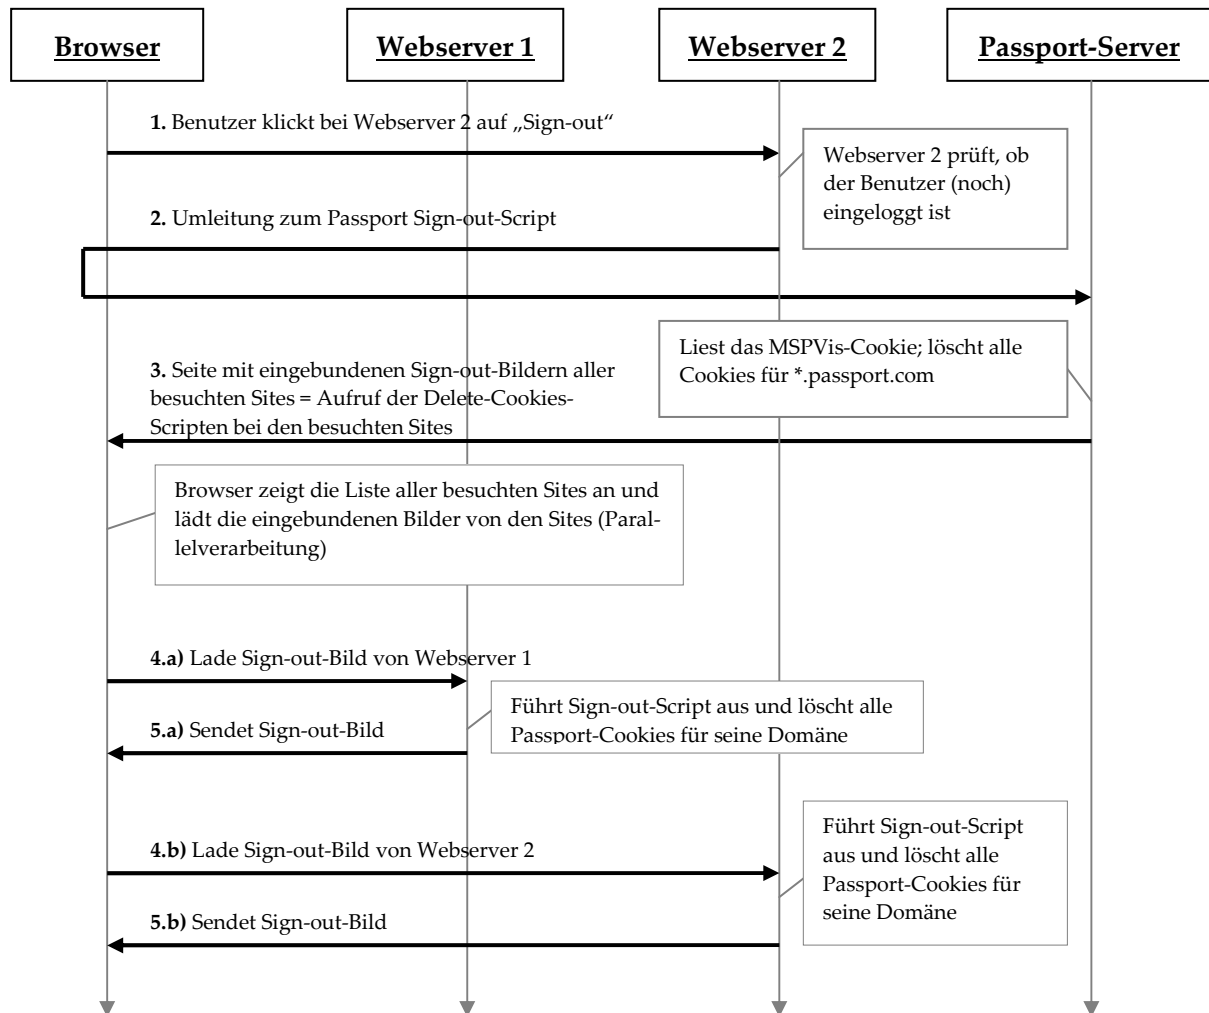 Browser
Webserver 1
Webserver 2
Passport-Server
1. Benutzer klickt bei Webserver 2 auf „Sign-out“
Webserver 2 prüft, ob
der Benutzer (noch)
eingeloggt ist
2. Umleitung zum Passport Sign-out-Script
Liest das MSPVis-Cookie; löscht alle
Cookies für *.passport.com
3. Seite mit eingebundenen Sign-out-Bildern aller
besuchten Sites = Aufruf der Delete-Cookies-
Scripten bei den besuchten Sites
Browser zeigt die Liste aller besuchten Sites an und
lädt die eingebundenen Bilder von den Sites (Paral-
lelverarbeitung)
4.a) Lade Sign-out-Bild von Webserver 1
Führt Sign-out-Script aus und löscht alle
Passport-Cookies für seine Domäne
5.a) Sendet Sign-out-Bild
4.b) Lade Sign-out-Bild von Webserver 2
Führt Sign-out-Script
aus und löscht alle
Passport-Cookies für
seine Domäne
5.b) Sendet Sign-out-Bild